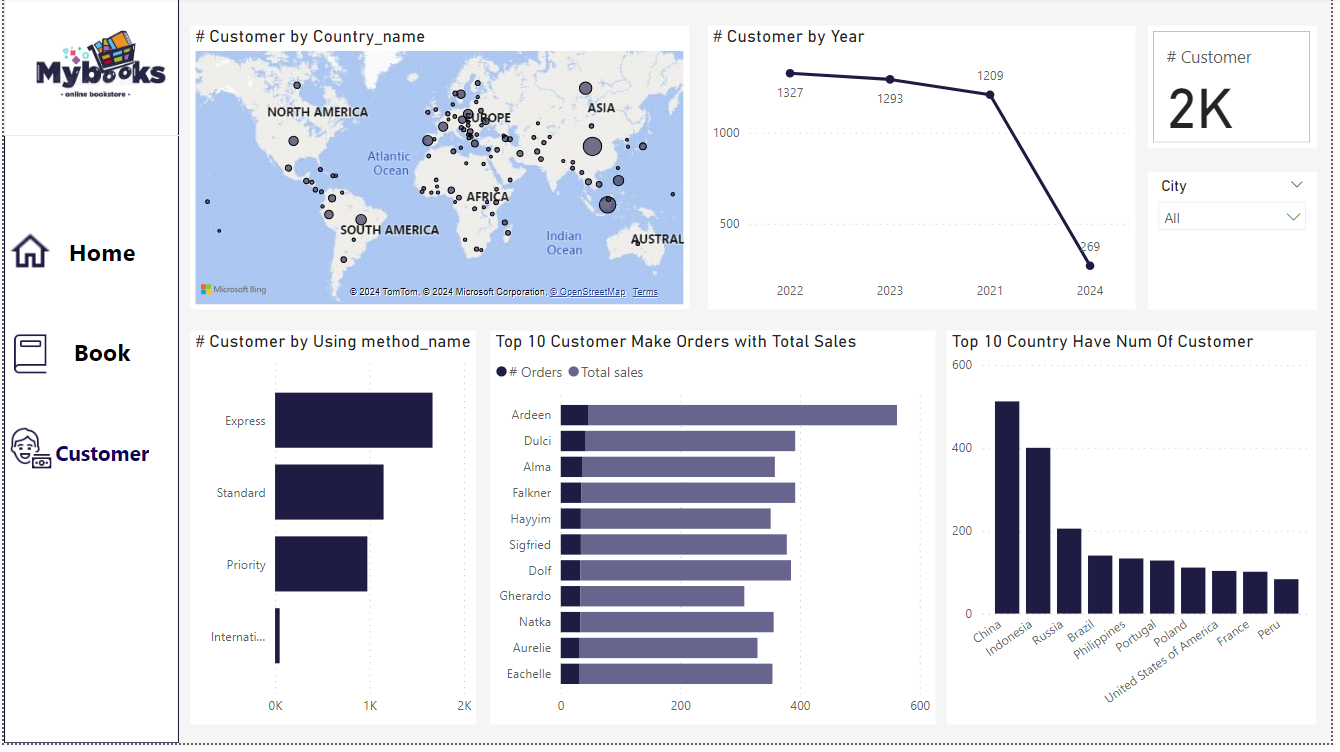 Mybooks
- online bookstore -
Home
Book
Customer
# Customer by Country_name
NORTH AMERICA
EUROPE
ASIA
Atlantic
Ocean
AFRICA
SOUTH AMERICA
Indian
Ocean
AUSTRAL
Microsoft Bing
© 2024 TomTom, © 2024 Microsoft Corporation, © OpenStreetMap Terms
# Customer by Year
1327
1293
1209
269
1000
500
2022
2023
2021
2024
# Customer
2K
City
All
# Customer by Using method_name
Express
Standard
Priority
Internati...
0K
1K
2K
Top 10 Customer Make Orders with Total Sales
# Orders
Total sales
Ardeen
Dulci
Alma
Falkner
Hayyim
Sigfried
Dolf
Gherardo
Natka
Aurelie
Eachelle
0
200
400
600
Top 10 Country Have Num Of Customer
600
400
200
0
China
Indonesia
Russia
Brazil
Philippines
Portugal
Poland
United States of America
France
Peru